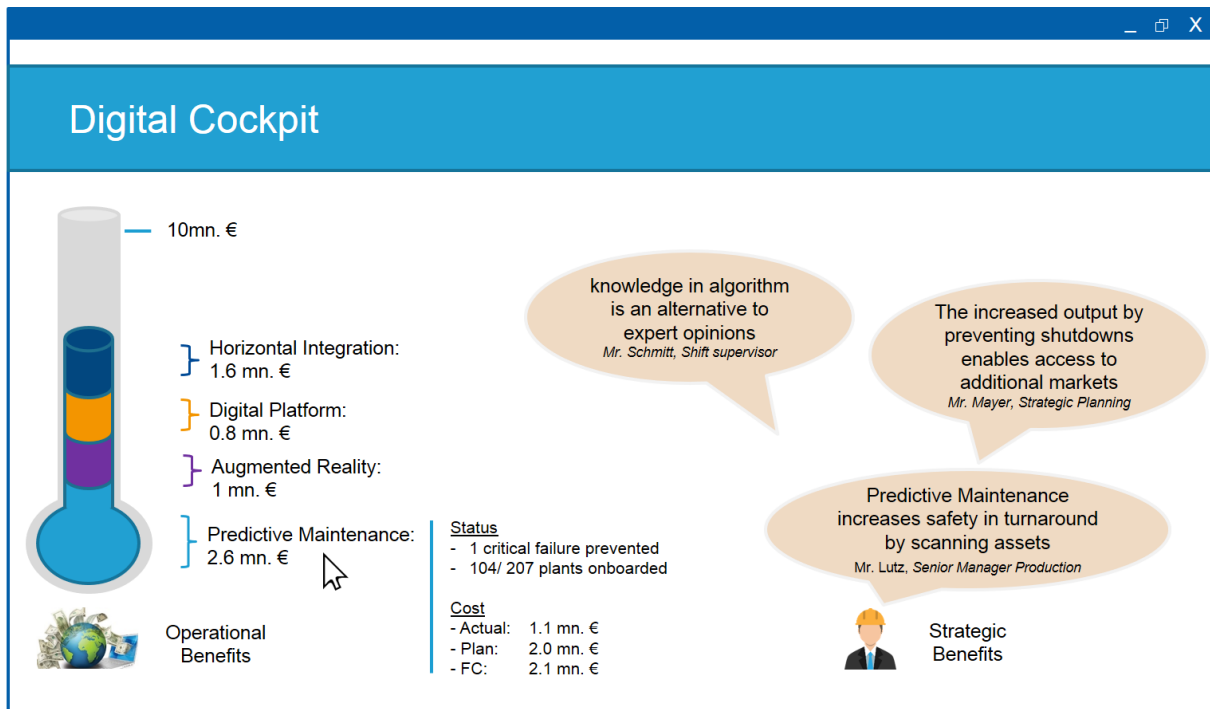 Digital Cockpit
10mn. €
Horizontal Integration:
1.6 mn. €
Digital Platform:
0.8 mn. €
Augmented Reality:
1 mn. €
Predictive Maintenance:
2.6 mn. €
Operational
Benefits
Status
- 1 critical failure prevented
- 104/ 207 plants onboarded
Cost
- Actual: 1.1 mn. €
- Plan: 2.0 mn. €
- FC: 2.1 mn. €
knowledge in algorithm
is an alternative to
expert opinions
Mr. Schmitt, Shift supervisor
The increased output by
preventing shutdowns
enables access to
additional markets
Mr. Mayer, Strategic Planning
Predictive Maintenance
increases safety in turnaround
by scanning assets
Mr. Lutz, Senior Manager Production
Strategic
Benefits